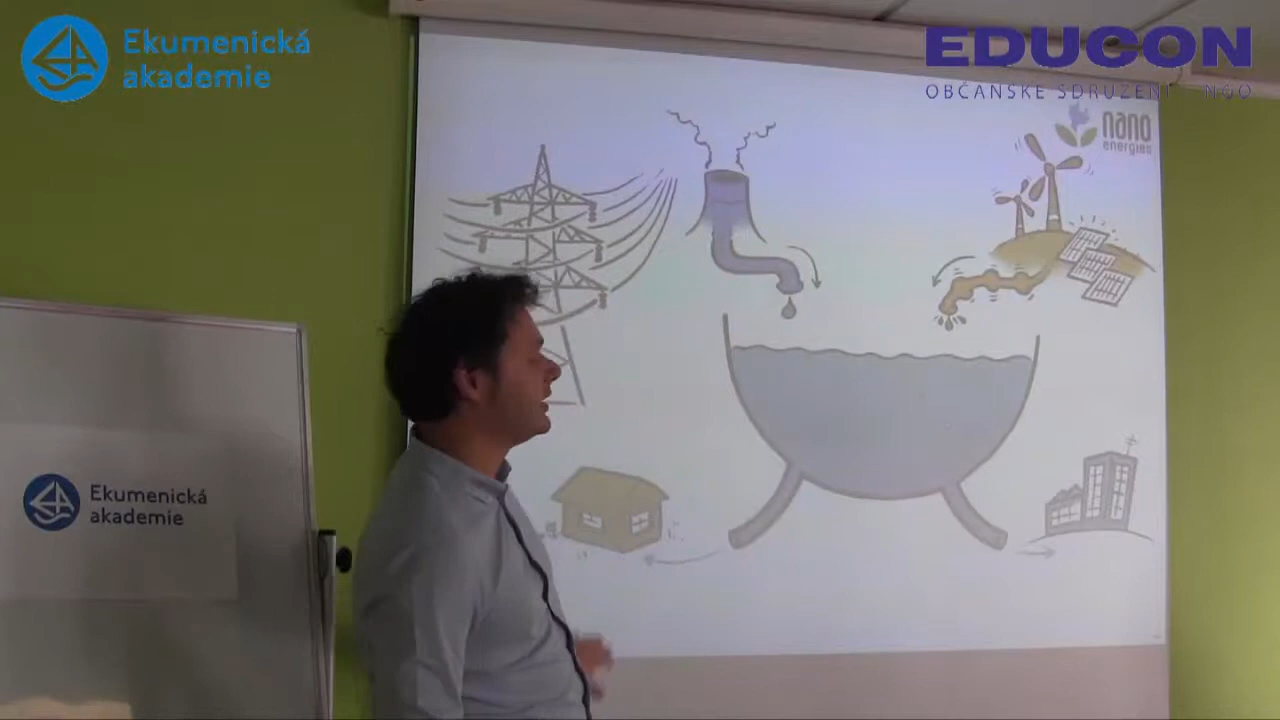 Ekumenická
akademie
EDUCON
OBČANSKÉ SDRUŽENÍ - NGO
nano
energies
Ekumenická
akademie